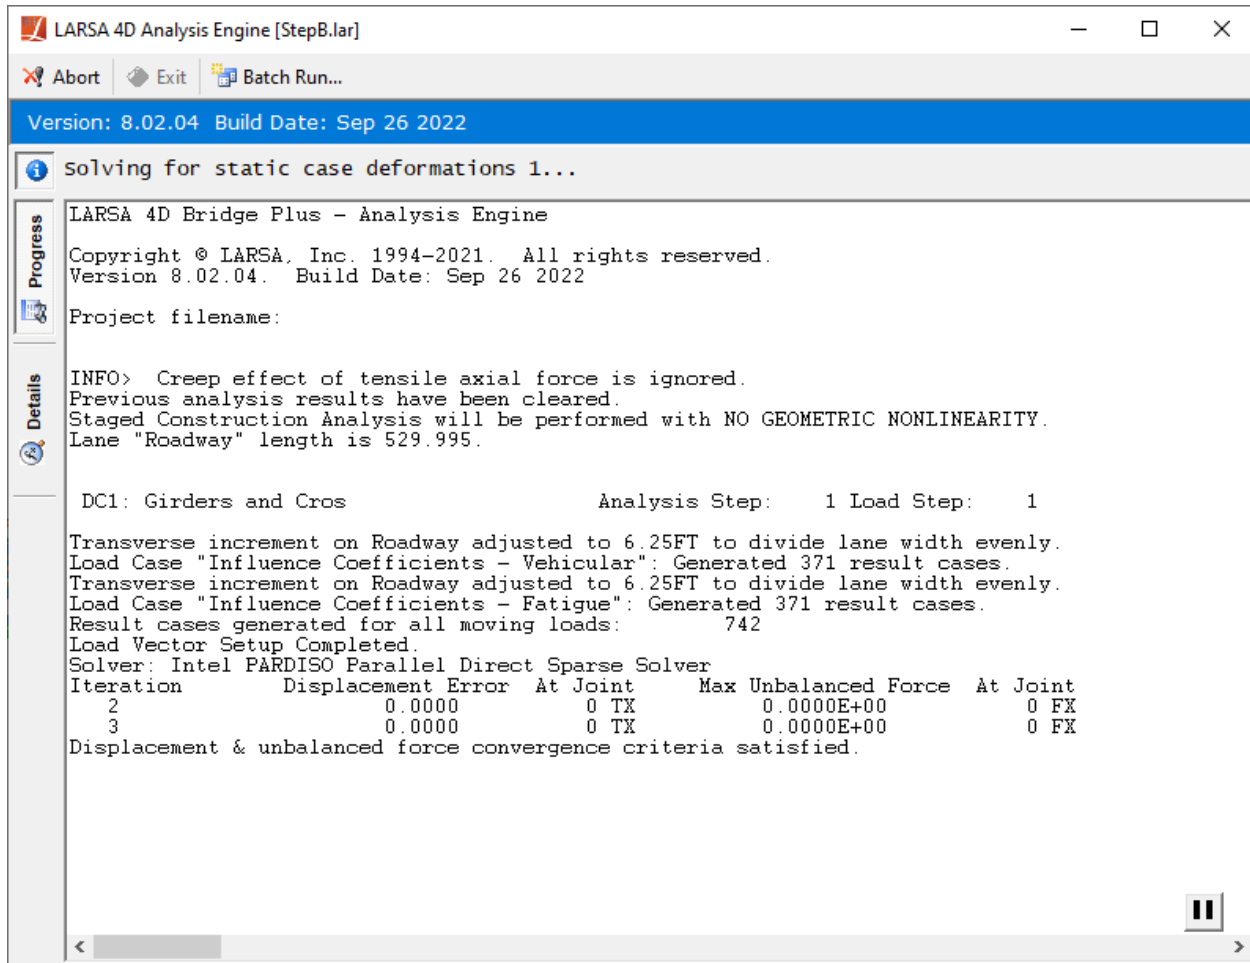 LARSA 4D Analysis Engine [StepB.lar]
Abort Exit Batch Run...
Version: 8.02.04 Build Date: Sep 26 2022
Solving for static case deformations 1...
Progress
Details
LARSA 4D Bridge Plus - Analysis Engine
Copyright © LARSA, Inc. 1994-2021. All rights reserved.
Version 8.02.04. Build Date: Sep 26 2022
Project filename:
INFO> Creep effect of tensile axial force is ignored.
Previous analysis results have been cleared.
Staged Construction Analysis will be performed with NO GEOMETRIC NONLINEARITY.
Lane "Roadway" length is 529.995.
DC1: Girders and Cros Analysis Step: 1 Load Step: 1
Transverse increment on Roadway adjusted to 6.25FT to divide lane width evenly.
Load Case "Influence Coefficients - Vehicular": Generated 371 result cases.
Transverse increment on Roadway adjusted to 6.25FT to divide lane width evenly.
Load Case "Influence Coefficients - Fatigue": Generated 371 result cases.
Result cases generated for all moving loads: 742
Load Vector Setup Completed.
Solver: Intel PARDISO Parallel Direct Sparse Solver
Iteration Displacement Error At Joint Max Unbalanced Force At Joint
2 0.0000 0 TX 0.0000E+00 0 FX
3 0.0000 0 TX 0.0000E+00 0 FX
Displacement & unbalanced force convergence criteria satisfied.